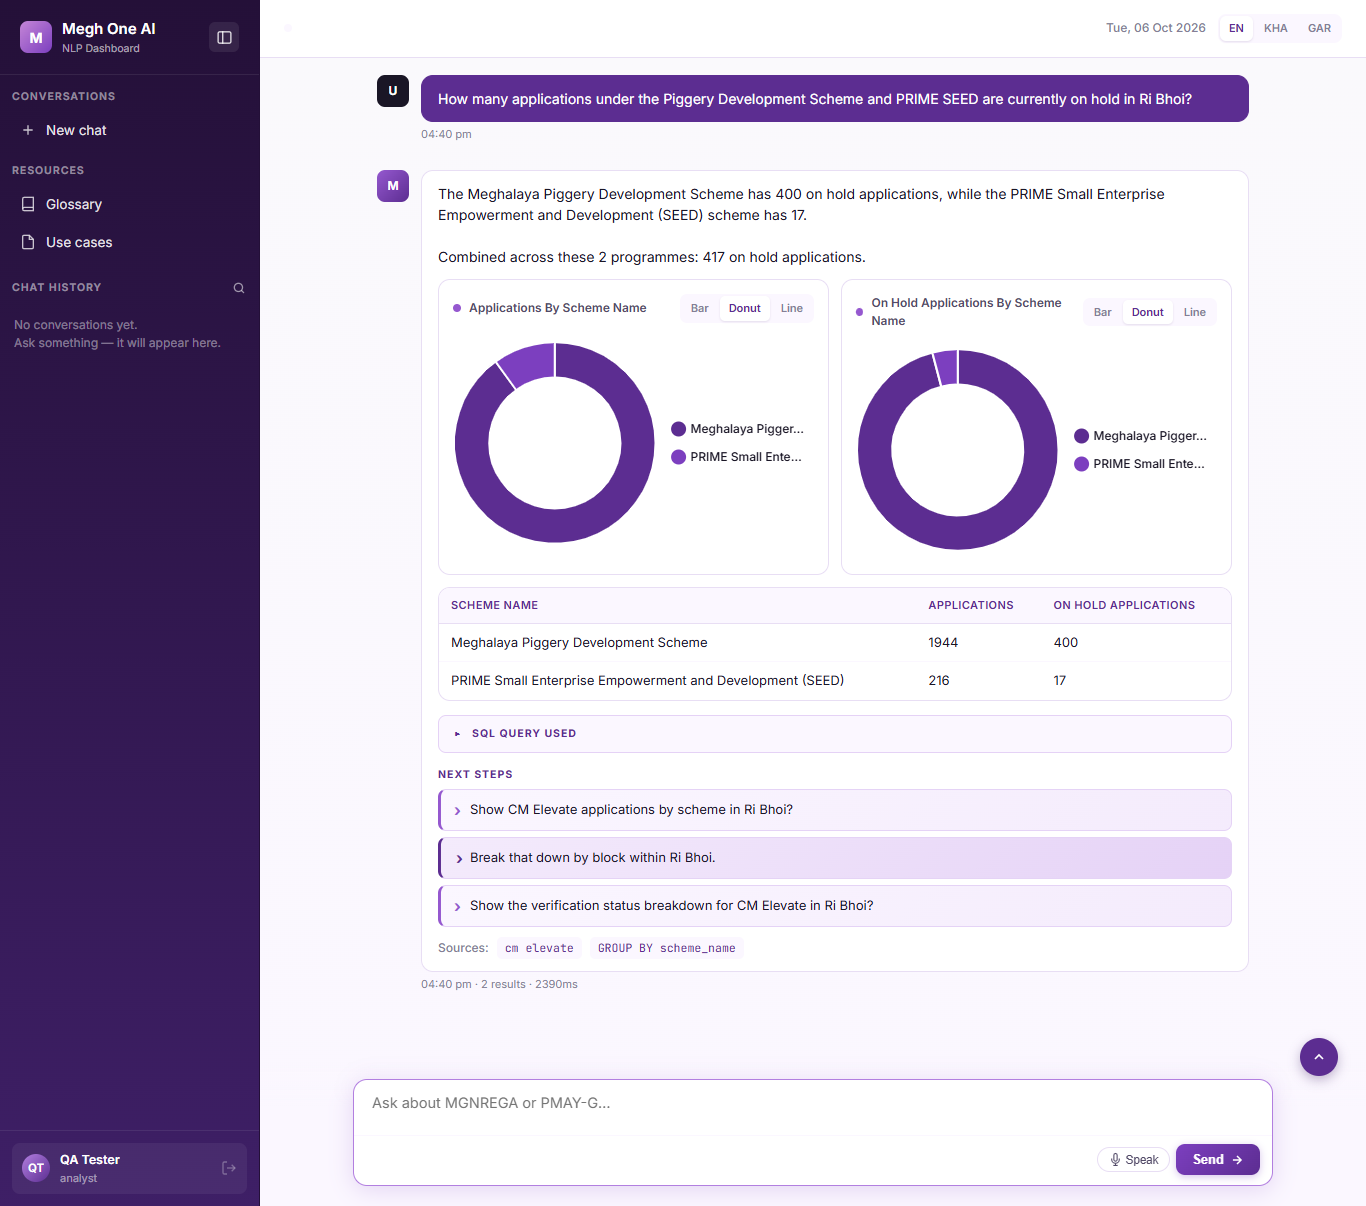 M
Megh One AI
NLP Dashboard
CONVERSATIONS
New chat
RESOURCES
Glossary
Use cases
CHAT HISTORY
No conversations yet.
Ask something — it will appear here.
QT
QA Tester
analyst
Tue, 06 Oct 2026
EN
KHA
GAR
U
How many applications under the Piggery Development Scheme and PRIME SEED are currently on hold in Ri Bhoi?
04:40 pm
M
The Meghalaya Piggery Development Scheme has 400 on hold applications, while the PRIME Small Enterprise
Empowerment and Development (SEED) scheme has 17.
Combined across these 2 programmes: 417 on hold applications.
Applications By Scheme Name
Bar
Donut
Line
Meghalaya Pigger...
PRIME Small Ente...
On Hold Applications By Scheme
Name
Bar
Donut
Line
Meghalaya Pigger...
PRIME Small Ente...
SCHEME NAME APPLICATIONS ON HOLD APPLICATIONS
Meghalaya Piggery Development Scheme 1944 400
PRIME Small Enterprise Empowerment and Development (SEED) 216 17
SQL QUERY USED
NEXT STEPS
Show CM Elevate applications by scheme in Ri Bhoi?
Break that down by block within Ri Bhoi.
Show the verification status breakdown for CM Elevate in Ri Bhoi?
Sources: cm elevate GROUP BY scheme_name
04:40 pm · 2 results · 2390ms
Ask about MGNREGA or PMAY-G...
Speak
Send